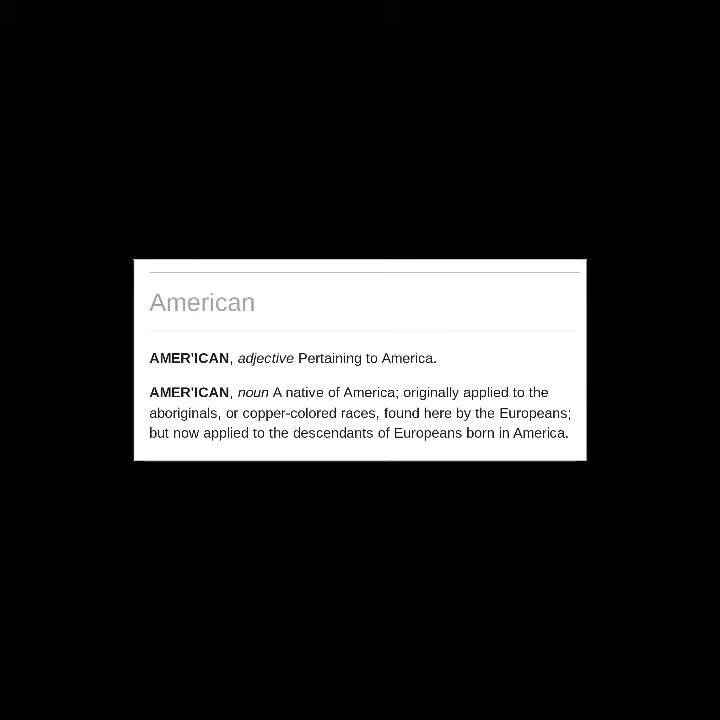 American
AMER'ICAN, adjective Pertaining to America.
AMER'ICAN, noun A native of America; originally applied to the
aboriginals, or copper-colored races, found here by the Europeans;
but now applied to the descendants of Europeans born in America.